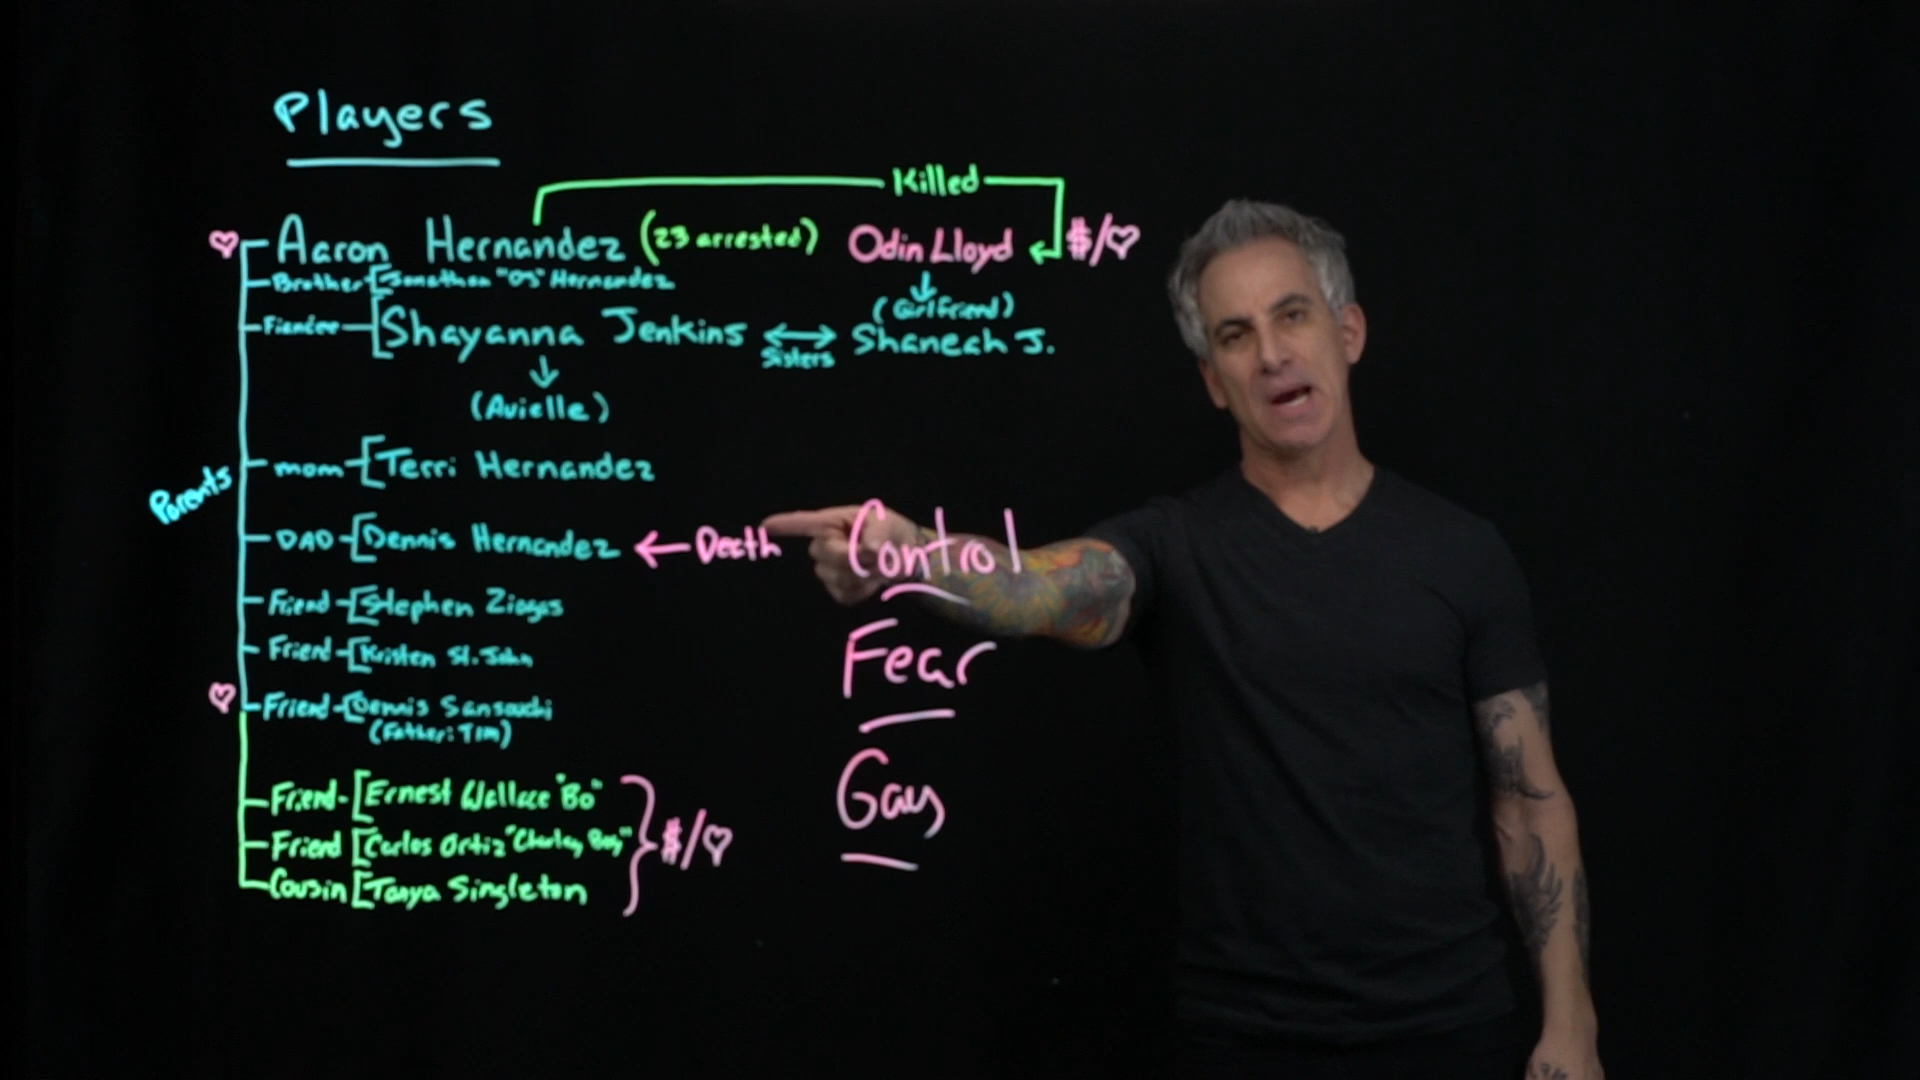 Players
Killed
Aaron Hernandez (23 arrested) Odin Lloyd $/♡
Brother Jonathan "DJ" Hernandez
(Girlfriend)
Fiancee Shayanna Jenkins Sisters Shaneah J.
(Avielle)
Parents
mom Terri Hernandez
DAD Dennis Hernandez Death Control
Friend Stephen Ziogas
Friend Kristen St. John Fear
Friend Dennis Sansouchi
(Father: TIM)
Friend Ernest Wallace "Bo" Gay
Friend Carlos Ortiz "Charley Boy" $/♡
Cousin Tanya Singleton